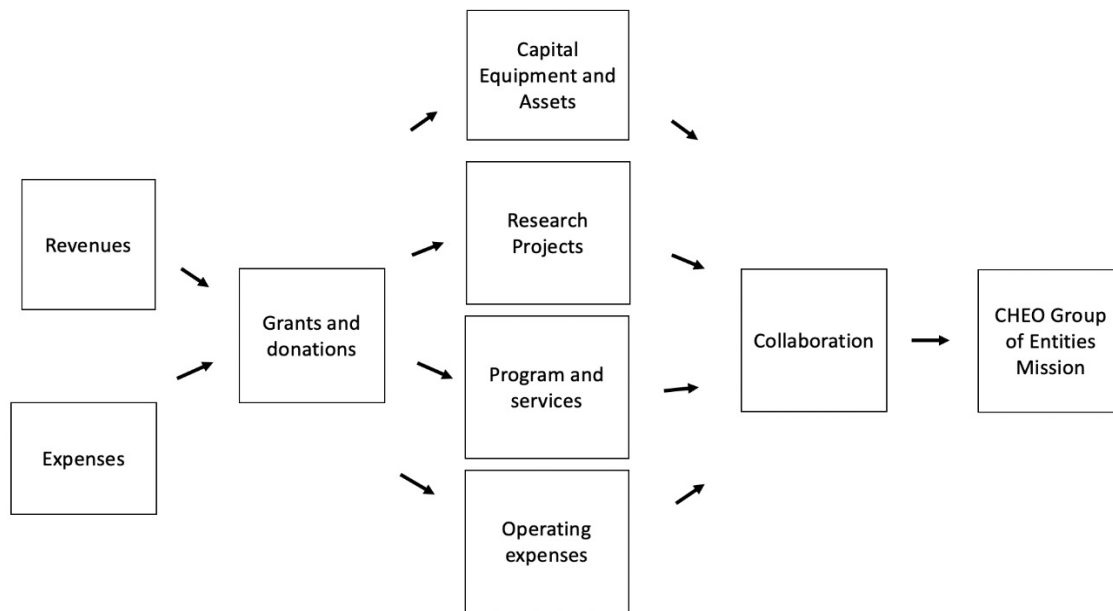 Revenues
Expenses
Grants and
donations
Capital
Equipment and
Assets
Research
Projects
Program and
services
Operating
expenses
Collaboration
CHEO Group
of Entities
Mission